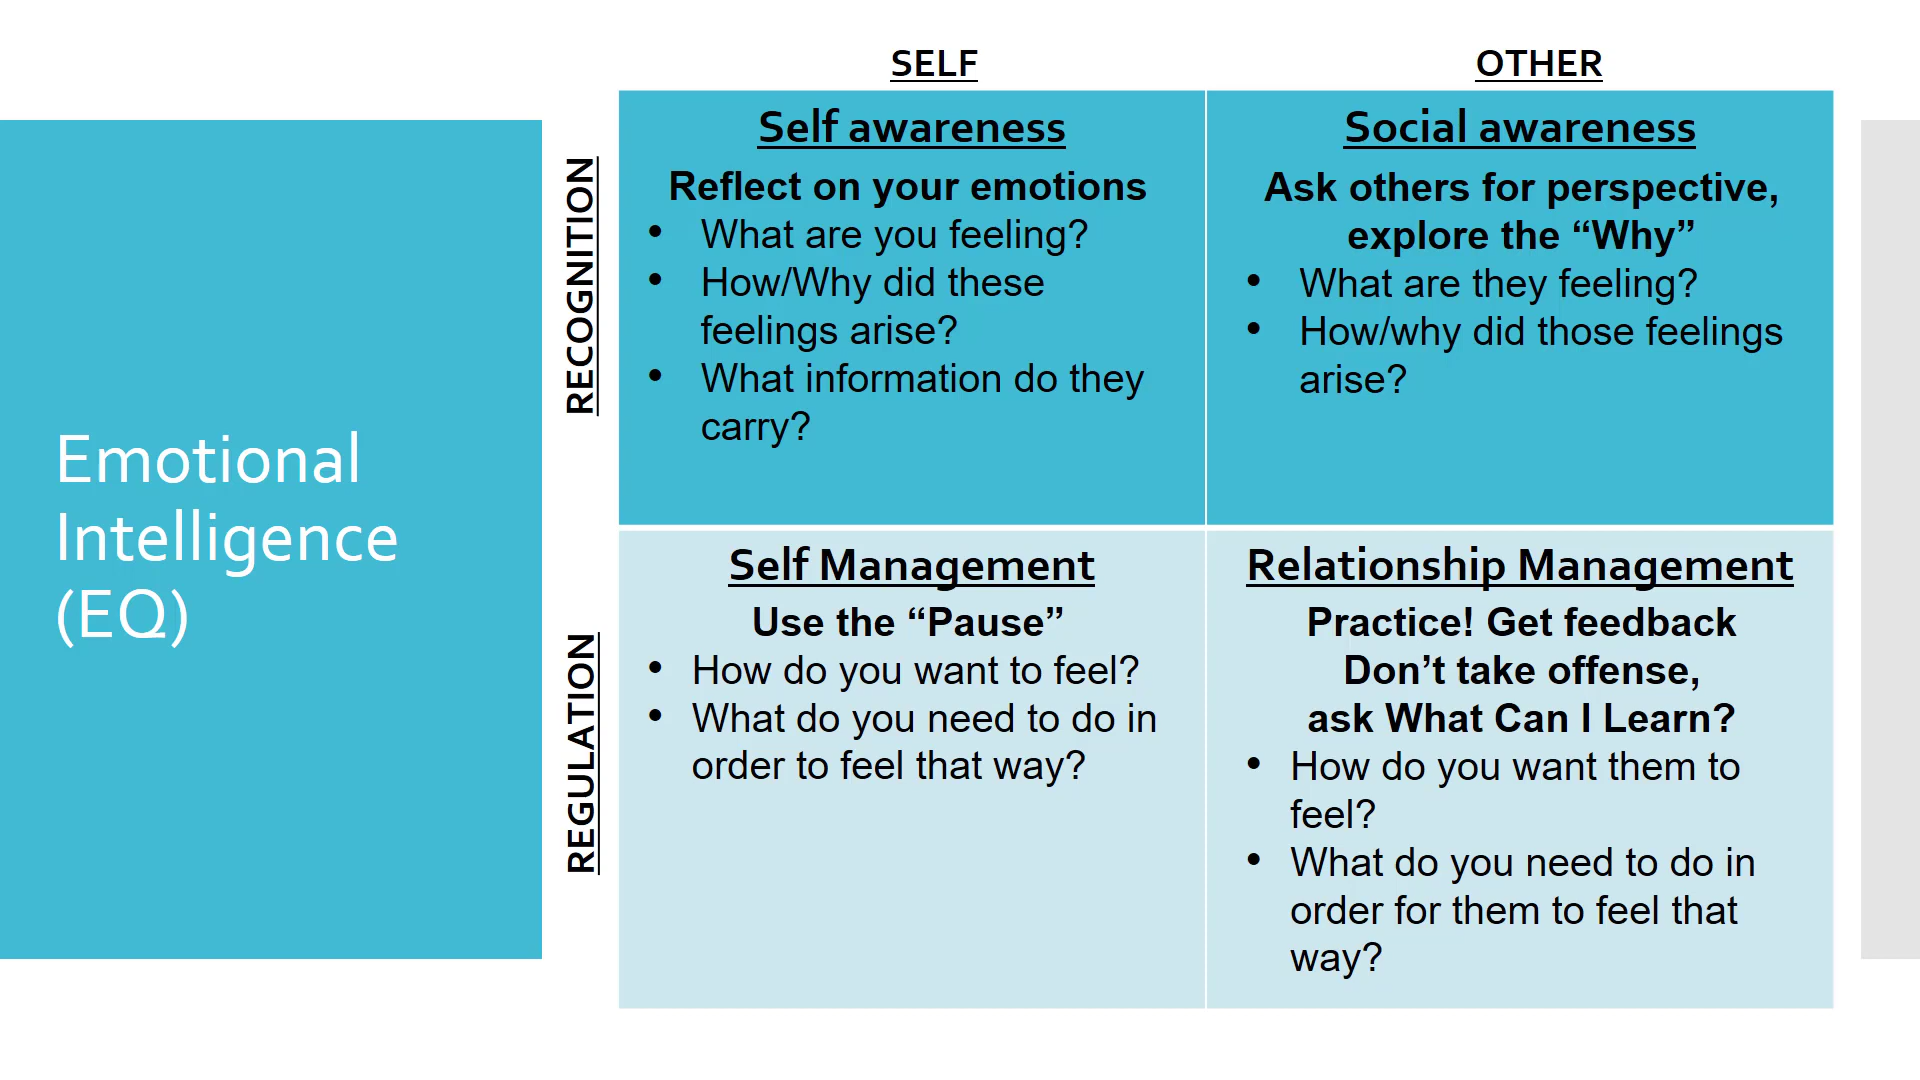 Emotional
Intelligence
(EQ)
SELF
OTHER
RECOGNITION
Self awareness
Reflect on your emotions
• What are you feeling?
• How/Why did these
feelings arise?
• What information do they
carry?
Social awareness
Ask others for perspective,
explore the “Why”
• What are they feeling?
• How/why did those feelings
arise?
REGULATION
Self Management
Use the “Pause”
• How do you want to feel?
• What do you need to do in
order to feel that way?
Relationship Management
Practice! Get feedback
Don’t take offense,
ask What Can I Learn?
• How do you want them to
feel?
• What do you need to do in
order for them to feel that
way?